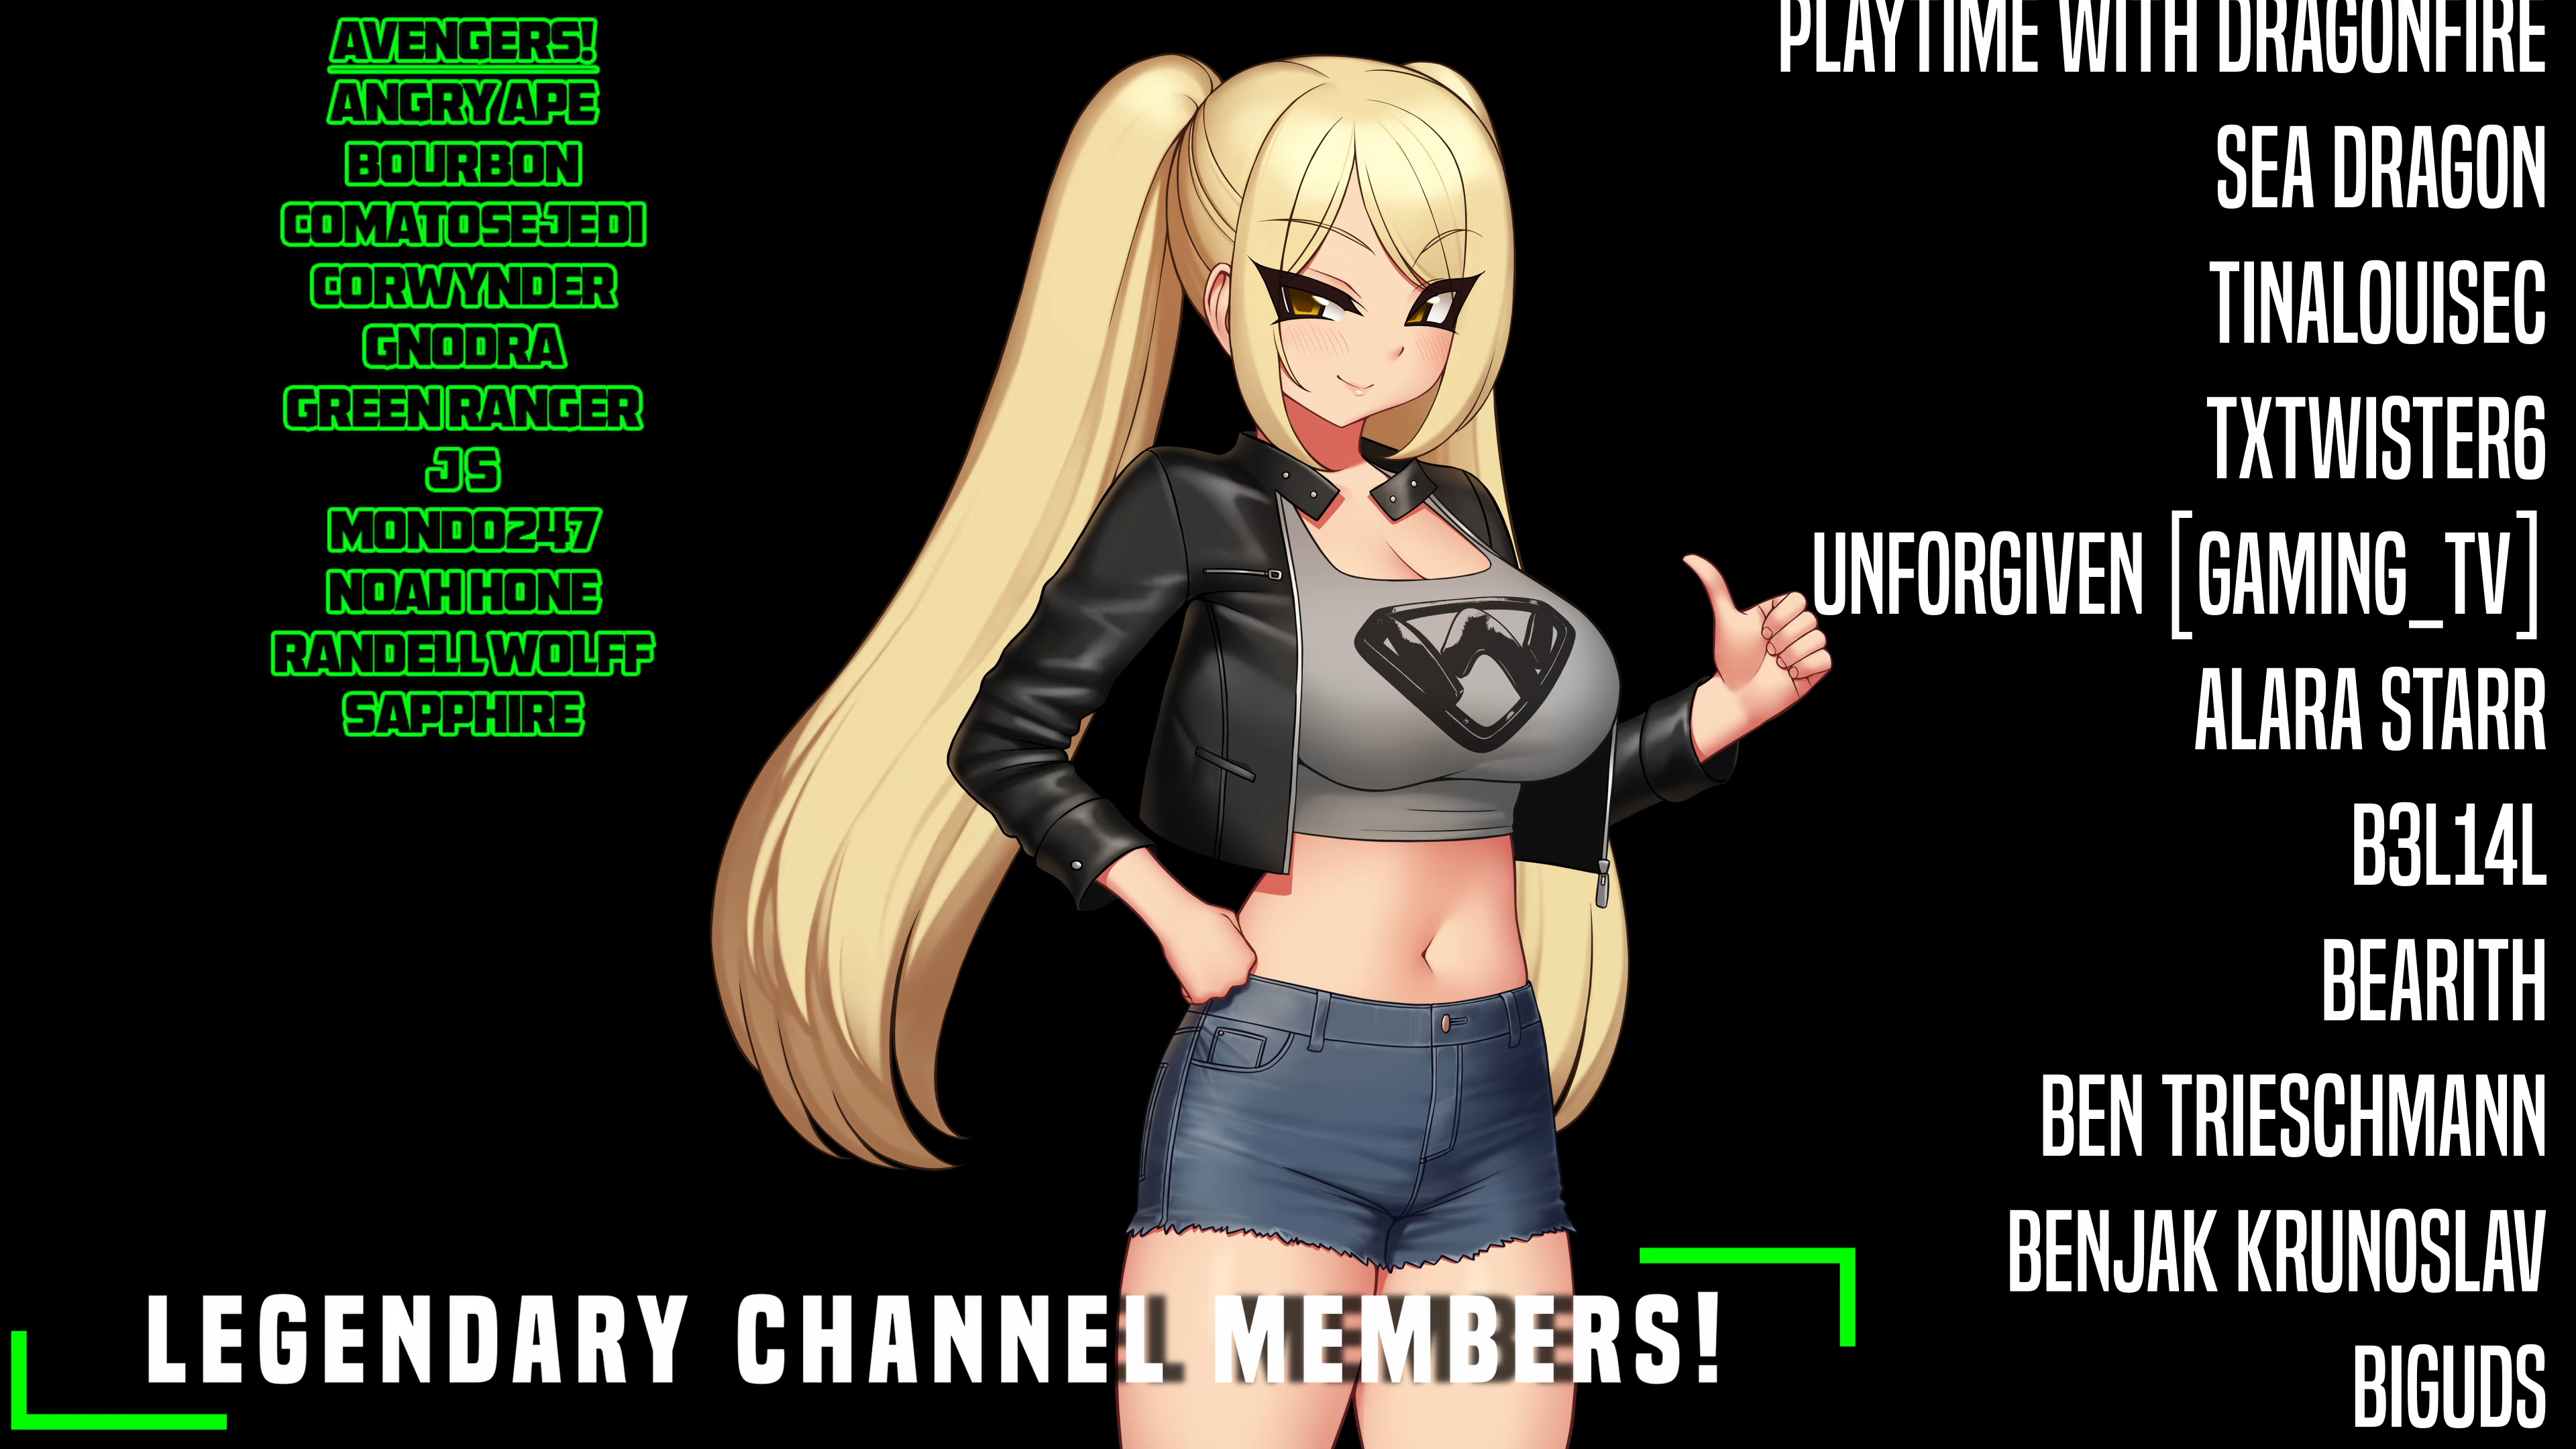 AVENGERS!
ANGRY APE
BOURBON
COMATOSEJEDI
CORWYNDER
GNODRA
GREEN RANGER
J S
MONDO247
NOAH HONE
RANDELL WOLFF
SAPPHIRE
PLAYTIME WITH DRAGONFIRE
SEA DRAGON
TINALOUISEC
TXTWISTER6
UNFORGIVEN [GAMING_TV]
ALARA STARR
B3L14L
BEARITH
BEN TRIESCHMANN
BENJAK KRUNOSLAV
BIGUDS
LEGENDARY CHANNEL MEMBERS!